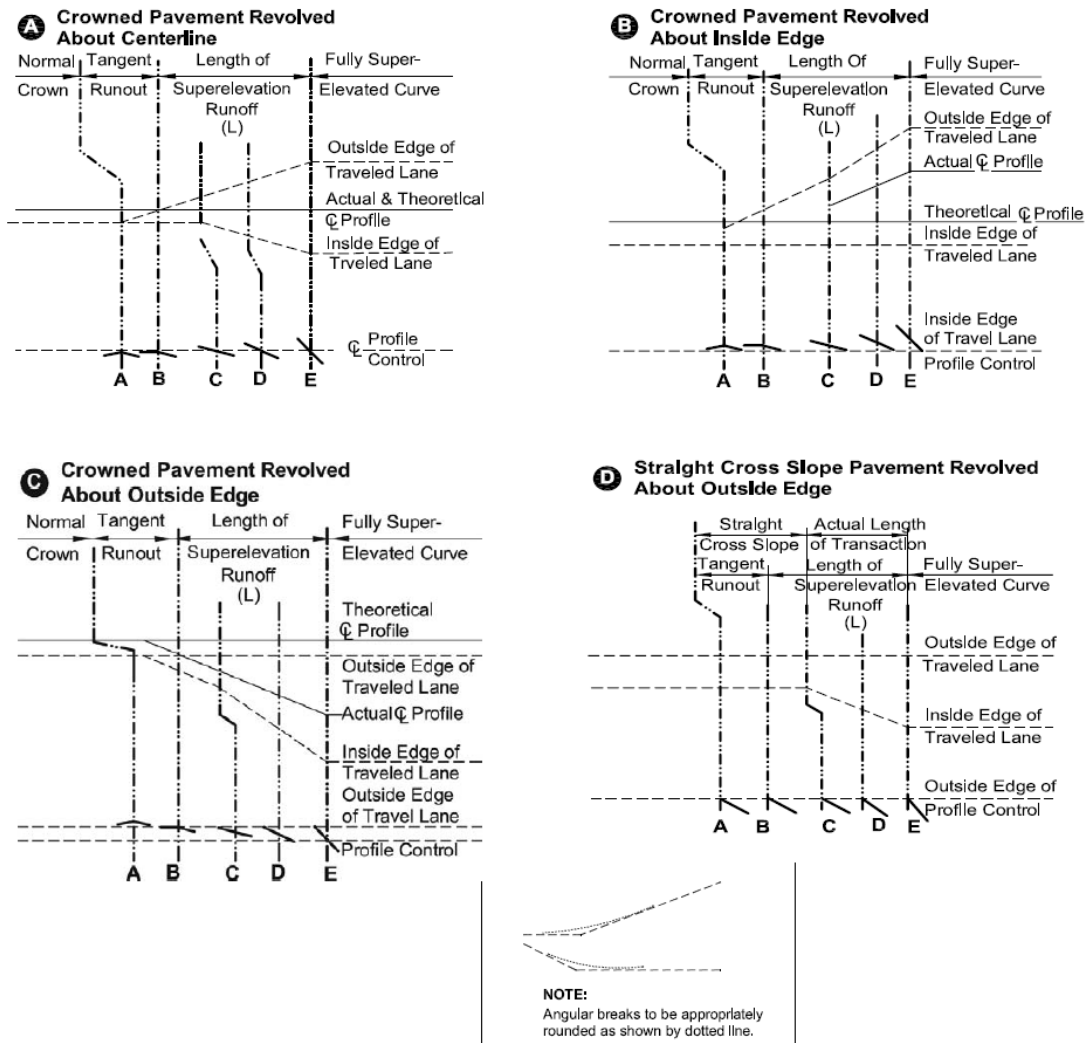 A Crowned Pavement Revolved
About Centerline
Normal Tangent Length of Fully Super-
Crown Runout Superelevation Elevated Curve
Runoff
(L)
Outside Edge of
Traveled Lane
Actual & Theoretical
℄ Profile
Inside Edge of
Trveled Lane
℄ Profile
Control
A B C D E
B Crowned Pavement Revolved
About Inside Edge
Normal Tangent Length Of Fully Super-
Crown Runout Superelevation Elevated Curve
Runoff
(L)
Outside Edge of
Traveled Lane
Actual ℄ Profile
Theoretical ℄ Profile
Inside Edge of
Traveled Lane
Inside Edge
of Travel Lane
Profile Control
A B C D E
C Crowned Pavement Revolved
About Outside Edge
Normal Tangent Length of Fully Super-
Crown Runout Superelevation Elevated Curve
Runoff
(L)
Theoretical
℄ Profile
Outside Edge of
Traveled Lane
Actual ℄ Profile
Inside Edge of
Traveled Lane
Outside Edge
of Travel Lane
Profile Control
A B C D E
D Straight Cross Slope Pavement Revolved
About Outside Edge
Straight Actual Length
Cross Slope of Transaction
Tangent Length of Fully Super-
Runout Superelevation Elevated Curve
Runoff
(L)
Outside Edge of
Traveled Lane
Inside Edge of
Traveled Lane
Outside Edge of
Profile Control
A B C D E
NOTE:
Angular breaks to be appropriately
rounded as shown by dotted line.